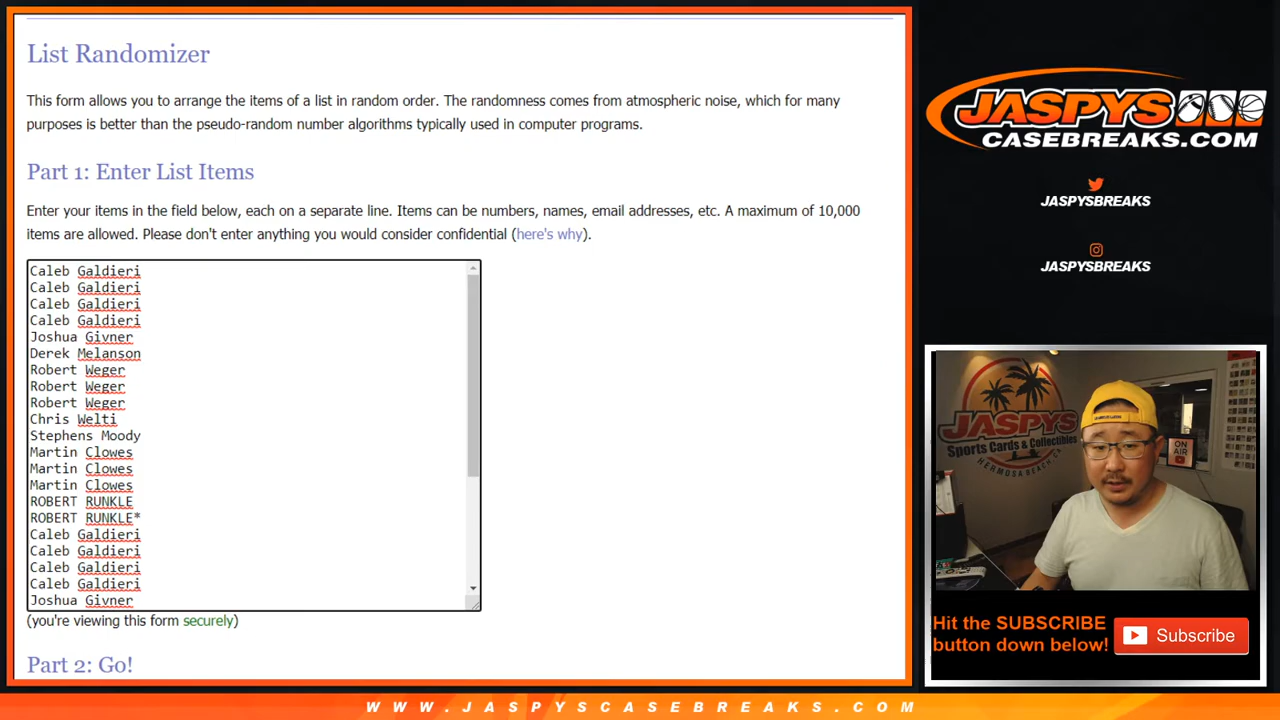 List Randomizer
This form allows you to arrange the items of a list in random order. The randomness comes from atmospheric noise, which for many
purposes is better than the pseudo-random number algorithms typically used in computer programs.
Part 1: Enter List Items
Enter your items in the field below, each on a separate line. Items can be numbers, names, email addresses, etc. A maximum of 10,000
items are allowed. Please don't enter anything you would consider confidential (here's why).
Caleb Galdieri
Caleb Galdieri
Caleb Galdieri
Caleb Galdieri
Joshua Givner
Derek Melanson
Robert Weger
Robert Weger
Robert Weger
Chris Welti
Stephens Moody
Martin Clowes
Martin Clowes
Martin Clowes
ROBERT RUNKLE
ROBERT RUNKLE*
Caleb Galdieri
Caleb Galdieri
Caleb Galdieri
Caleb Galdieri
Joshua Givner
(you're viewing this form securely)
Part 2: Go!
JASPYS
CASEBREAKS.COM
JASPYSBREAKS
JASPYSBREAKS
JASPYS
Sports Cards & Collectibles
HERMOSA BEACH, CA
ON
AIR
Hit the SUBSCRIBE
button down below!
Subscribe
WWW.JASPYSCASEBREAKS.COM